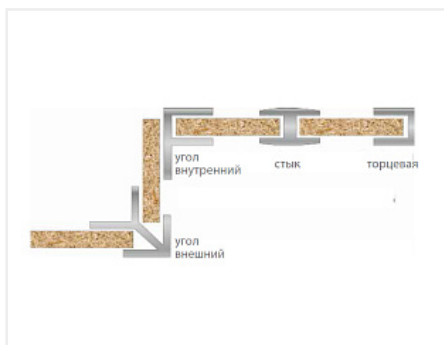 угол
внутренний
стык
торцевая
угол
внешний